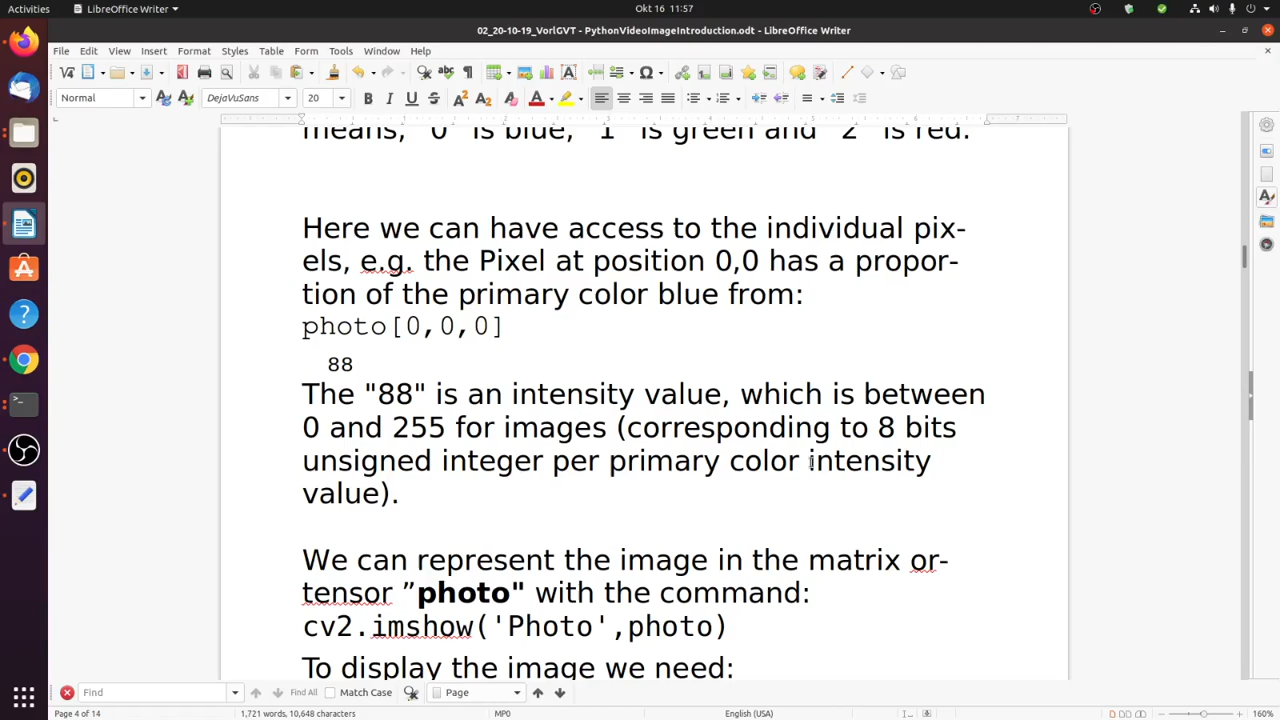 Activities
LibreOffice Writer
Okt 16 11:57
02_20-10-19_VorlGVT - PythonVideoImageIntroduction.odt - LibreOffice Writer
File Edit View Insert Format Styles Table Form Tools Window Help
Normal
DejaVuSans
20
means, "0" is blue, "1" is green and "2" is red.
Here we can have access to the individual pix-
els, e.g. the Pixel at position 0,0 has a propor-
tion of the primary color blue from:
photo[0,0,0]
88
The "88" is an intensity value, which is between
0 and 255 for images (corresponding to 8 bits
unsigned integer per primary color intensity
value).
We can represent the image in the matrix or-
tensor ”photo" with the command:
cv2.imshow('Photo',photo)
To display the image we need:
Find
Find All
Match Case
Page
Page 4 of 14
1,721 words, 10,648 characters
MP0
English (USA)
160%